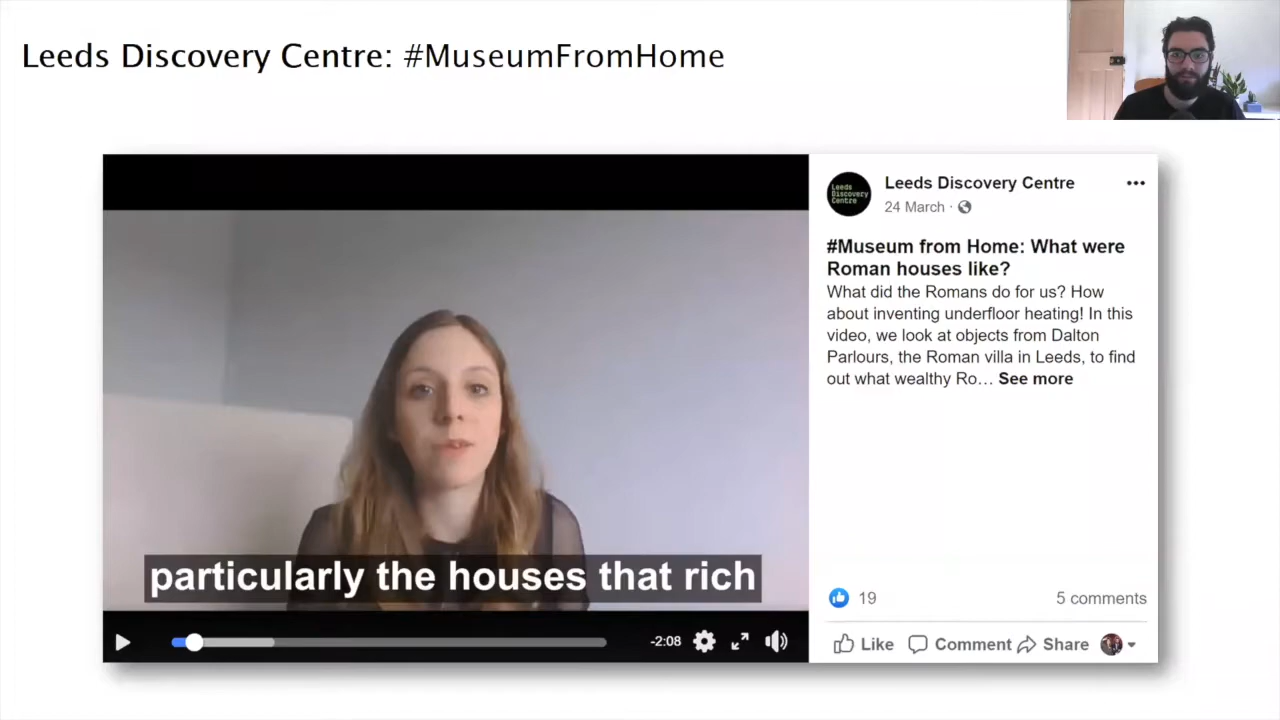 Leeds Discovery Centre: #MuseumFromHome
Leeds Discovery Centre
24 March ·
Leeds
Discovery
Centre
#Museum from Home: What were
Roman houses like?
What did the Romans do for us? How
about inventing underfloor heating! In this
video, we look at objects from Dalton
Parlours, the Roman villa in Leeds, to find
out what wealthy Ro… See more
particularly the houses that rich
19
5 comments
-2:08
Like
Comment
Share